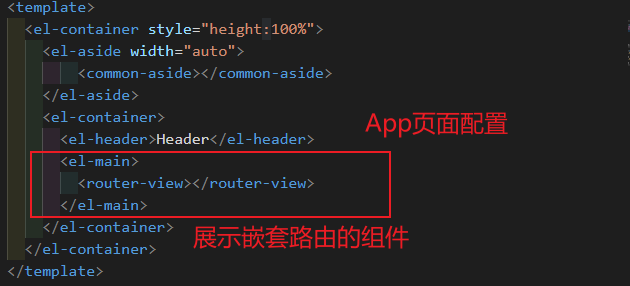 <template>
<el-container style="height:100%">
<el-aside width="auto">
<common-aside></common-aside>
</el-aside>
<el-container>
App页面配置
<el-header>Header</el-header>
<el-main>
<router-view></router-view>
</el-main>
</el-container>
展示嵌套路由的组件
</el-container>
</template>